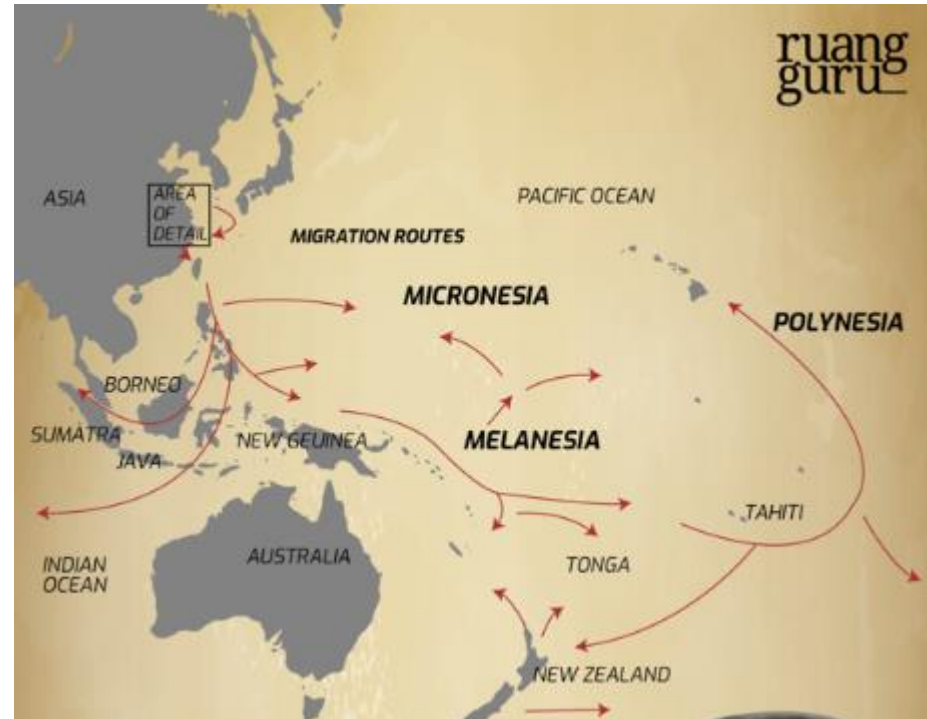 ruang
guru
ASIA
AREA
OF
DETAIL
PACIFIC OCEAN
MIGRATION ROUTES
MICRONESIA
POLYNESIA
BORNEO
SUMATRA
JAVA
NEW GEUINEA
MELANESIA
TAHITI
INDIAN
OCEAN
AUSTRALIA
TONGA
NEW ZEALAND